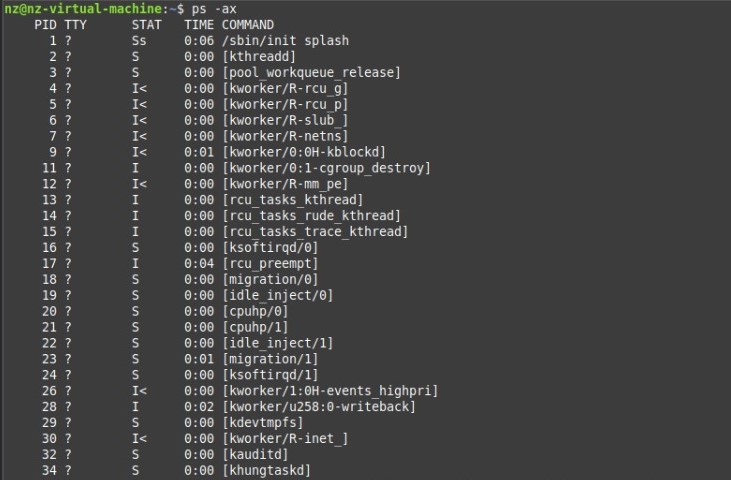 nz@nz-virtual-machine:~$ ps -ax
PID TTY STAT TIME COMMAND
1 ? Ss 0:06 /sbin/init splash
2 ? S 0:00 [kthreadd]
3 ? S 0:00 [pool_workqueue_release]
4 ? I< 0:00 [kworker/R-rcu_g]
5 ? I< 0:00 [kworker/R-rcu_p]
6 ? I< 0:00 [kworker/R-slub_]
7 ? I< 0:00 [kworker/R-netns]
9 ? I< 0:01 [kworker/0:0H-kblockd]
11 ? I 0:00 [kworker/0:1-cgroup_destroy]
12 ? I< 0:00 [kworker/R-mm_pe]
13 ? I 0:00 [rcu_tasks_kthread]
14 ? I 0:00 [rcu_tasks_rude_kthread]
15 ? I 0:00 [rcu_tasks_trace_kthread]
16 ? S 0:00 [ksoftirqd/0]
17 ? I 0:04 [rcu_preempt]
18 ? S 0:00 [migration/0]
19 ? S 0:00 [idle_inject/0]
20 ? S 0:00 [cpuhp/0]
21 ? S 0:00 [cpuhp/1]
22 ? S 0:00 [idle_inject/1]
23 ? S 0:01 [migration/1]
24 ? S 0:00 [ksoftirqd/1]
26 ? I< 0:00 [kworker/1:0H-events_highpri]
28 ? I 0:02 [kworker/u258:0-writeback]
29 ? S 0:00 [kdevtmpfs]
30 ? I< 0:00 [kworker/R-inet_]
32 ? S 0:00 [kauditd]
34 ? S 0:00 [khungtaskd]